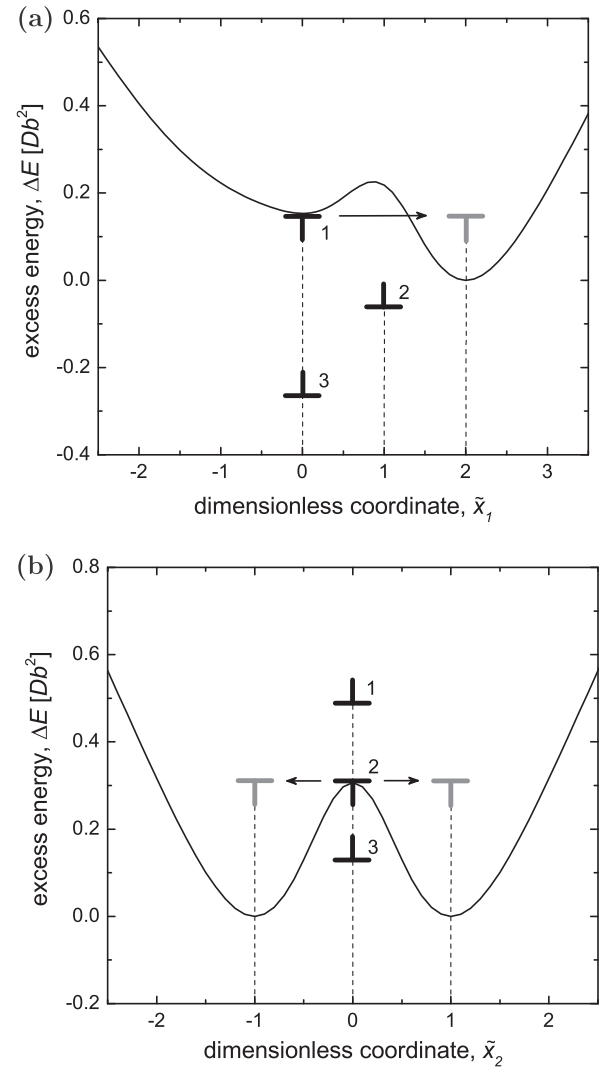 (a)
excess energy, ΔE [Db²]
0.6
0.4
0.2
0.0
-0.2
-0.4
1
2
3
-2 -1 0 1 2 3
dimensionless coordinate, x̃₁
(b)
excess energy, ΔE [Db²]
0.8
0.6
0.4
0.2
0.0
-0.2
1
2
3
-2 -1 0 1 2
dimensionless coordinate, x̃₂